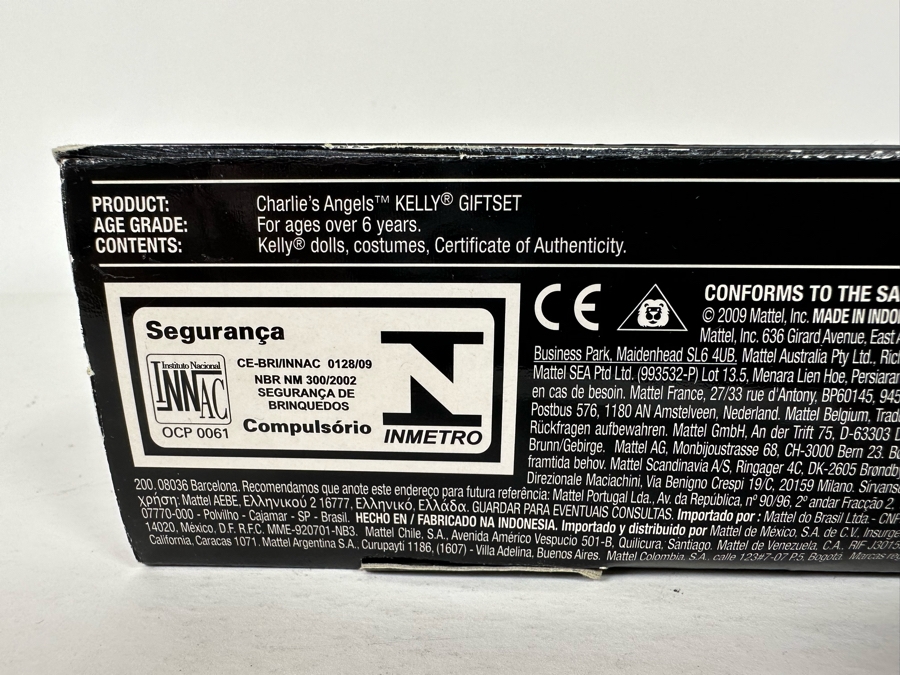 PRODUCT: Charlie's Angels™ KELLY® GIFTSET
AGE GRADE: For ages over 6 years.
CONTENTS: Kelly® dolls, costumes, Certificate of Authenticity.
Segurança
Instituto Nacional
INNAC
OCP 0061
CE-BRI/INNAC 0128/09
NBR NM 300/2002
SEGURANÇA DE
BRINQUEDOS
Compulsório
INMETRO
CE
CONFORMS TO THE SA
© 2009 Mattel, Inc. MADE IN INDO
Mattel, Inc. 636 Girard Avenue, East
Business Park, Maidenhead SL6 4UB. Mattel Australia Pty Ltd., Ric
Mattel SEA Ptd Ltd. (993532-P) Lot 13.5, Menara Lien Hoe, Persiaran
en cas de besoin. Mattel France, 27/33 rue d'Antony, BP60145, 945
Postbus 576, 1180 AN Amstelveen, Nederland. Mattel Belgium, Trad
Rückfragen aufbewahren. Mattel GmbH, An der Trift 75, D-63303 D
Brunn/Gebirge. Mattel AG, Monbijoustrasse 68, CH-3000 Bern 23.
framtida behov. Mattel Scandinavia A/S, Ringager 4C, DK-2605 Brøndby
Direzionale Maciachini, Via Benigno Crespi 19/C, 20159 Milano. Sirvans
200. 08036 Barcelona. Recomendamos que anote este endereço para futura referência: Mattel Portugal Lda., Av. da República, nº 90/96, 2º andar Fracção 2,
χρήση: Mattel AEBE, Ελληνικού 2 16777, Ελληνικό, Ελλάδα. GUARDAR PARA EVENTUAIS CONSULTAS. Importado por: Mattel do Brasil Ltda.- CNP
07770-000 - Polvilho - Cajamar - SP - Brasil. HECHO EN / FABRICADO NA INDONESIA. Importado y distribuido por Mattel de México, S.A. de C.V., Insurge
14020, México, D.F. R.F.C. MME-920701-NB3. Mattel Chile, S.A., Avenida Américo Vespucio 501-B, Quilicura, Santiago. Mattel de Venezuela, C.A., RIF J3015
California, Caracas 1071. Mattel Argentina S.A., Curupaytí 1186, (1607) - Villa Adelina, Buenos Aires. Mattel Colombia, S.A., calle 123#7-07 P.5, Bogotá. Marcas